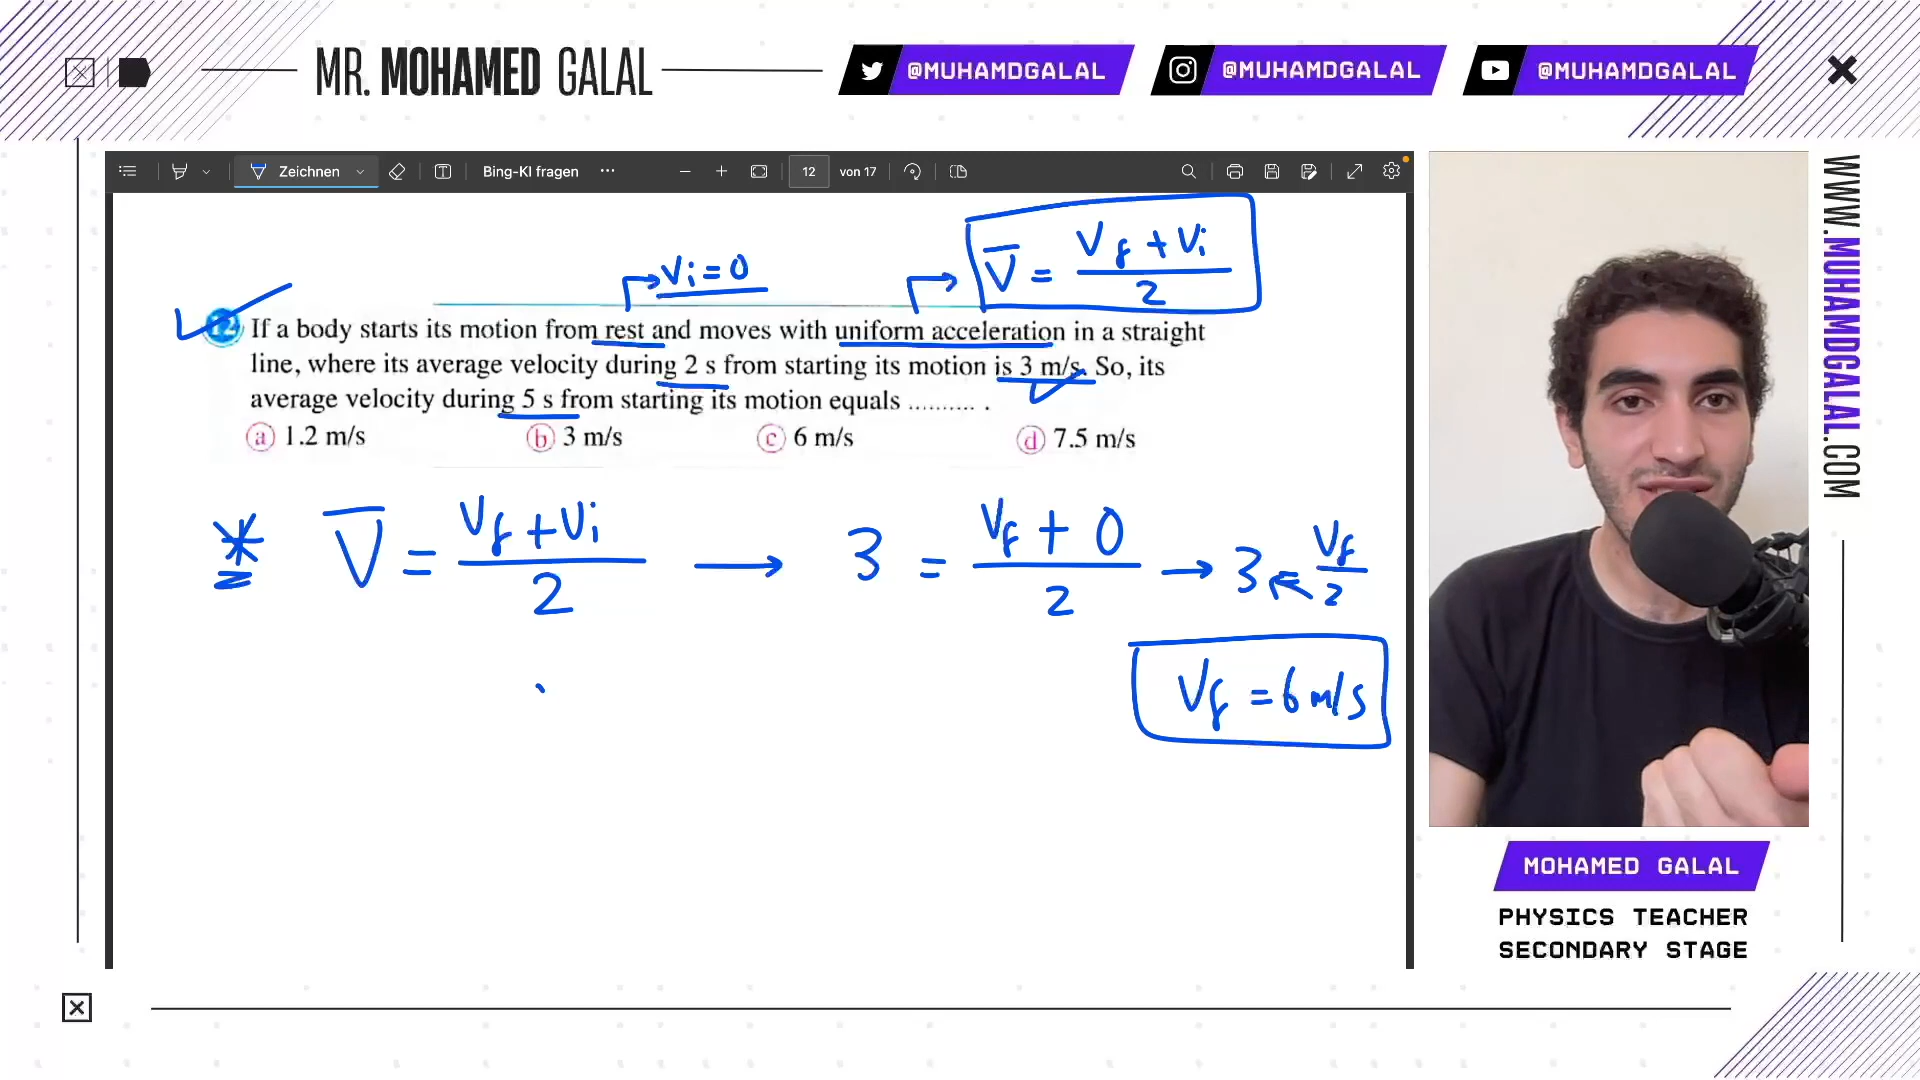 MR. MOHAMED GALAL
@MUHAMDGALAL
@MUHAMDGALAL
@MUHAMDGALAL
Zeichnen
Bing-KI fragen
12
von 17
Vi = 0
V̅ = (Vf + Vi) / 2
12 If a body starts its motion from rest and moves with uniform acceleration in a straight
line, where its average velocity during 2 s from starting its motion is 3 m/s. So, its
average velocity during 5 s from starting its motion equals .......... .
a 1.2 m/s b 3 m/s c 6 m/s d 7.5 m/s
V̅ = (Vf + Vi) / 2 → 3 = (Vf + 0) / 2 → 3 = Vf / 2
Vf = 6 m/s
WWW.MUHAMDGALAL.COM
MOHAMED GALAL
PHYSICS TEACHER
SECONDARY STAGE